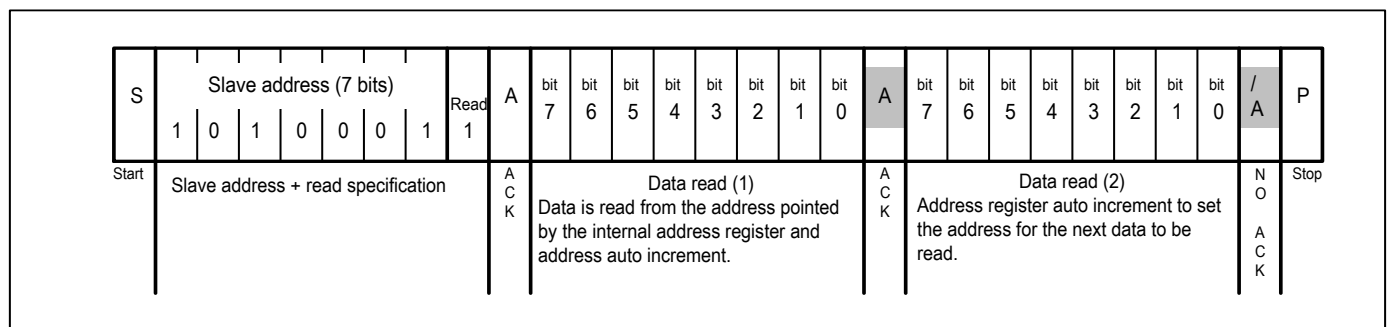 S Slave address (7 bits) Read A bit bit bit bit bit bit bit bit A bit bit bit bit bit bit bit bit / A P
1 0 1 0 0 0 1 1 7 6 5 4 3 2 1 0 7 6 5 4 3 2 1 0
Start Slave address + read specification ACK Data read (1) ACK Data read (2) NO ACK Stop
Data is read from the address pointed
by the internal address register and
address auto increment.
Address register auto increment to set
the address for the next data to be
read.